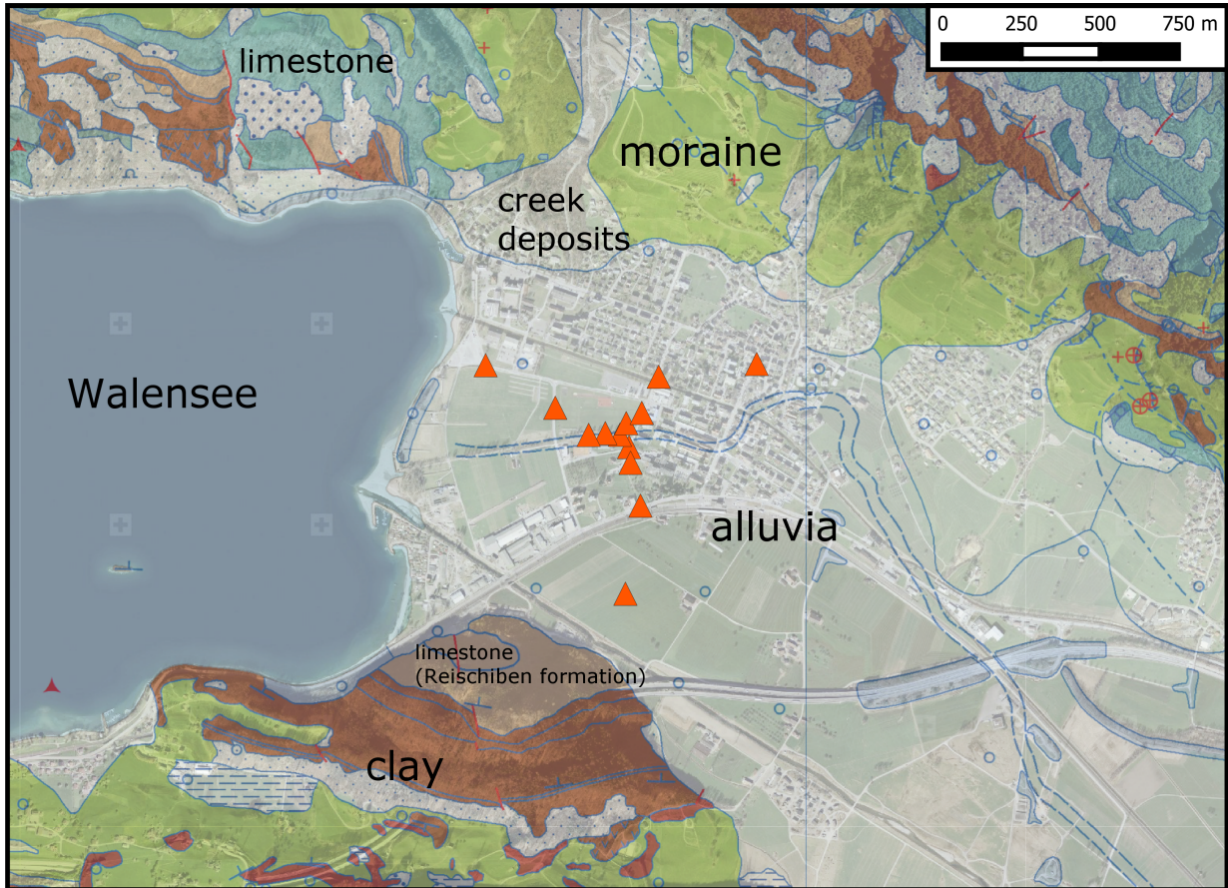 0 250 500 750 m
limestone
moraine
creek
deposits
Walensee
alluvia
limestone
(Reischiben formation)
clay